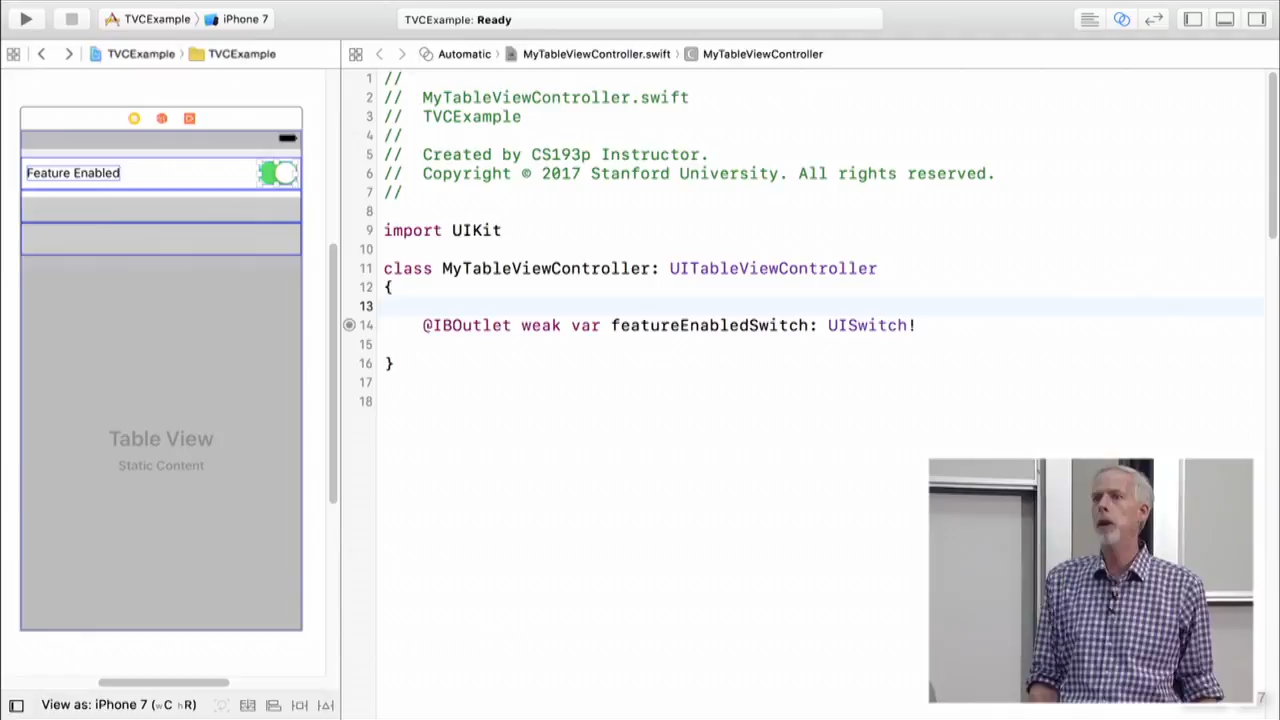 TVCExample › iPhone 7
TVCExample: Ready
TVCExample › TVCExample
Automatic › MyTableViewController.swift › C MyTableViewController
1 //
2 // MyTableViewController.swift
3 // TVCExample
4 //
5 // Created by CS193p Instructor.
6 // Copyright © 2017 Stanford University. All rights reserved.
7 //
8
9 import UIKit
10
11 class MyTableViewController: UITableViewController
12 {
13
14 @IBOutlet weak var featureEnabledSwitch: UISwitch!
15
16 }
17
18
Feature Enabled
Table View
Static Content
View as: iPhone 7 (wC hR)
7